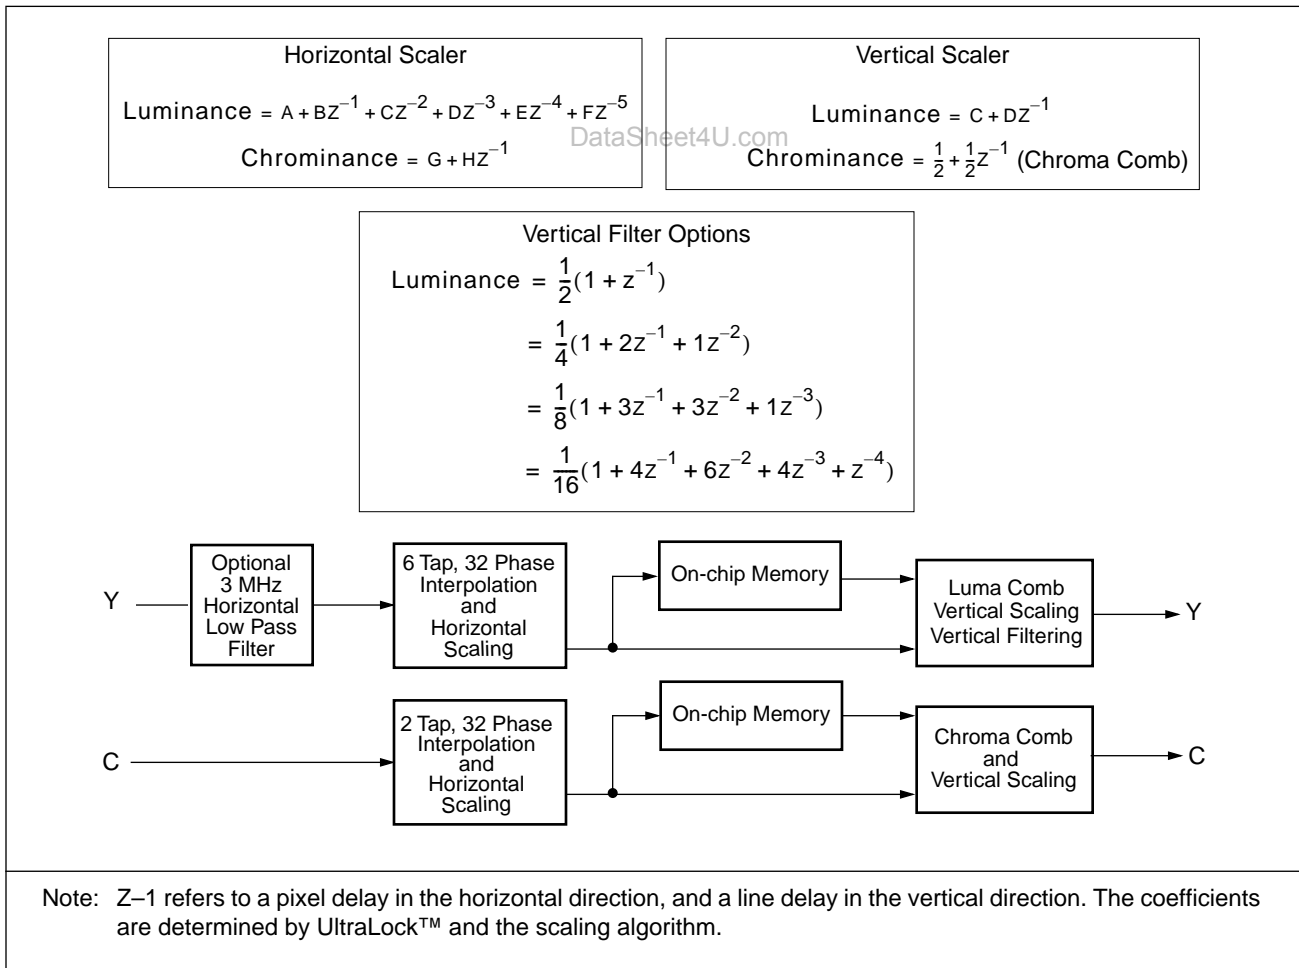 Horizontal Scaler
Luminance = A + BZ⁻¹ + CZ⁻² + DZ⁻³ + EZ⁻⁴ + FZ⁻⁵
Chrominance = G + HZ⁻¹
Vertical Scaler
Luminance = C + DZ⁻¹
Chrominance = 1/2 + 1/2Z⁻¹ (Chroma Comb)
DataSheet4U.com
Vertical Filter Options
Luminance = 1/2(1 + z⁻¹)
= 1/4(1 + 2Z⁻¹ + 1Z⁻²)
= 1/8(1 + 3Z⁻¹ + 3Z⁻² + 1Z⁻³)
= 1/16(1 + 4Z⁻¹ + 6Z⁻² + 4Z⁻³ + Z⁻⁴)
Y
Optional
3 MHz
Horizontal
Low Pass
Filter
6 Tap, 32 Phase
Interpolation
and
Horizontal
Scaling
On-chip Memory
Luma Comb
Vertical Scaling
Vertical Filtering
Y
C
2 Tap, 32 Phase
Interpolation
and
Horizontal
Scaling
On-chip Memory
Chroma Comb
and
Vertical Scaling
C
Note: Z–1 refers to a pixel delay in the horizontal direction, and a line delay in the vertical direction. The coefficients
are determined by UltraLock™ and the scaling algorithm.